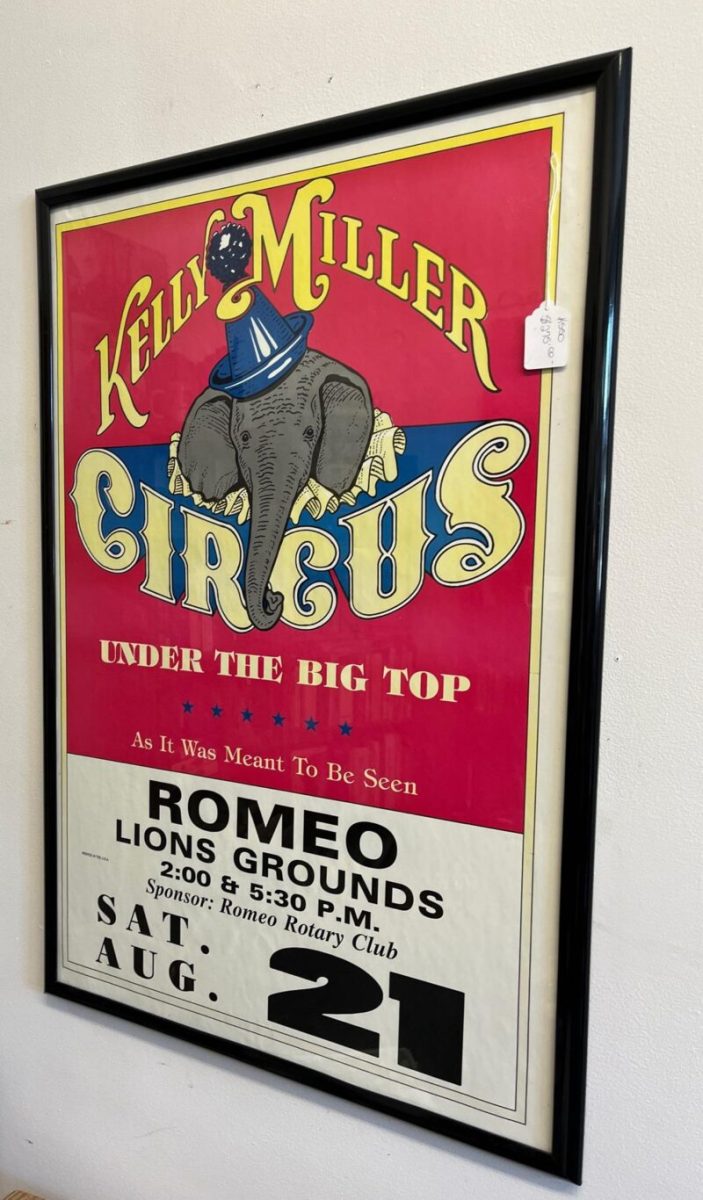 KELLY MILLER
CIRCUS
UNDER THE BIG TOP
As It Was Meant To Be Seen
ROMEO
LIONS GROUNDS
2:00 & 5:30 P.M.
Sponsor: Romeo Rotary Club
SAT.
AUG. 21